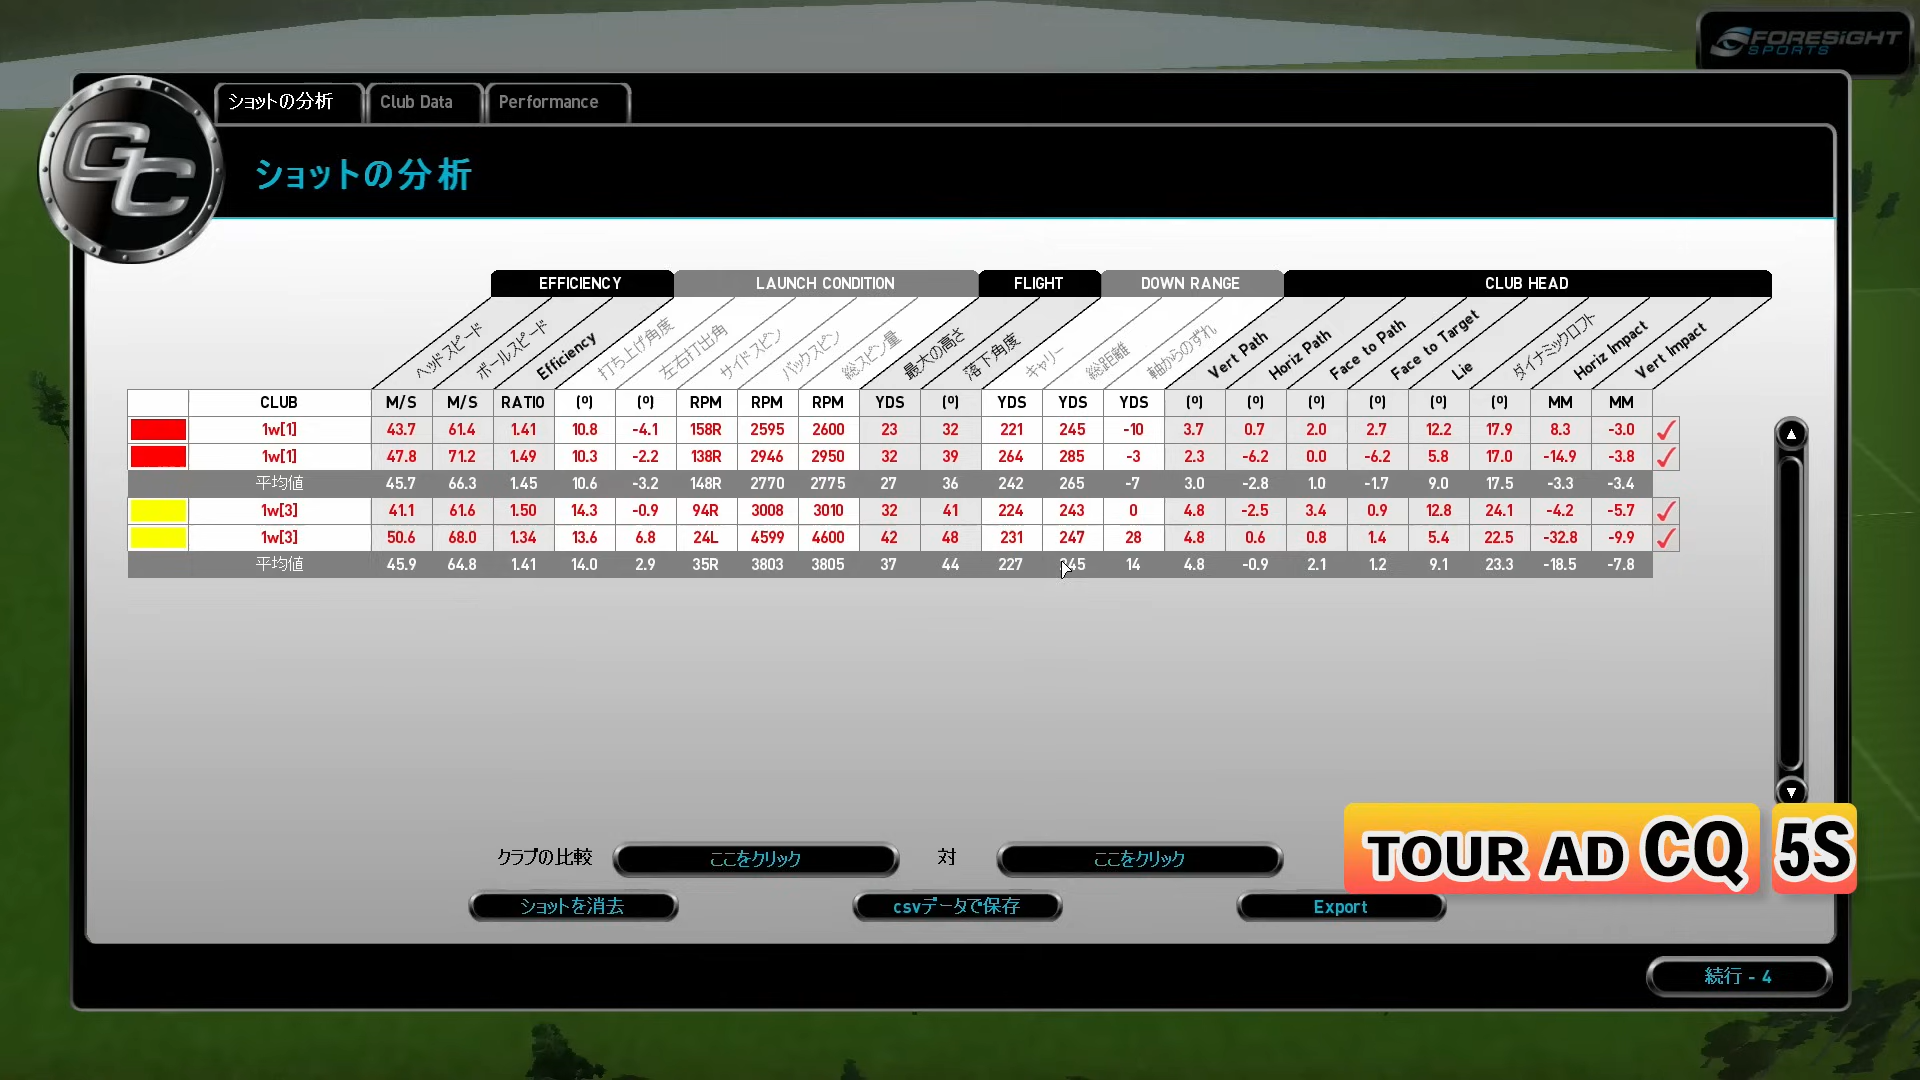 FORESIGHT
SPORTS
ショットの分析 Club Data Performance
GC
ショットの分析
EFFICIENCY LAUNCH CONDITION FLIGHT DOWN RANGE CLUB HEAD
ヘッドスピード ボールスピード Efficiency 打ち上げ角度 左右打出角 サイドスピン バックスピン 総スピン量 最大の高さ 落下角度 キャリー 総距離 軸からのずれ Vert Path Horiz Path Face to Path Face to Target Lie ダイナミックロフト Horiz Impact Vert Impact
CLUB M/S M/S RATIO (º) (º) RPM RPM RPM YDS (º) YDS YDS YDS (º) (º) (º) (º) (º) (º) MM MM
1w[1] 43.7 61.4 1.41 10.8 -4.1 158R 2595 2600 23 32 221 245 -10 3.7 0.7 2.0 2.7 12.2 17.9 8.3 -3.0
1w[1] 47.8 71.2 1.49 10.3 -2.2 138R 2946 2950 32 39 264 285 -3 2.3 -6.2 0.0 -6.2 5.8 17.0 -14.9 -3.8
平均値 45.7 66.3 1.45 10.6 -3.2 148R 2770 2775 27 36 242 265 -7 3.0 -2.8 1.0 -1.7 9.0 17.5 -3.3 -3.4
1w[3] 41.1 61.6 1.50 14.3 -0.9 94R 3008 3010 32 41 224 243 0 4.8 -2.5 3.4 0.9 12.8 24.1 -4.2 -5.7
1w[3] 50.6 68.0 1.34 13.6 6.8 24L 4599 4600 42 48 231 247 28 4.8 0.6 0.8 1.4 5.4 22.5 -32.8 -9.9
平均値 45.9 64.8 1.41 14.0 2.9 35R 3803 3805 37 44 227 14 4.8 -0.9 2.1 1.2 9.1 23.3 -18.5 -7.8
クラブの比較 ここをクリック 対 ここをクリック
TOUR AD CQ 5S
ショットを消去 csvデータで保存 Export
続行 - 4